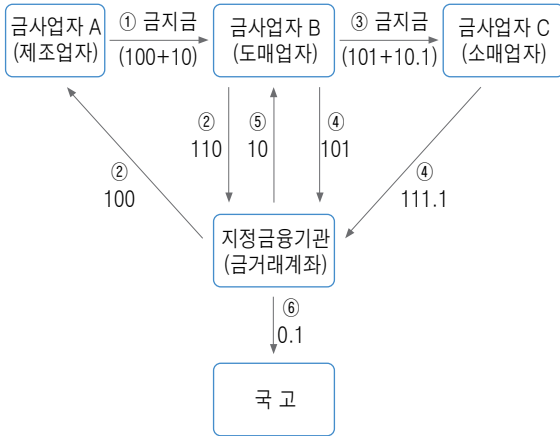 금사업자 A
(제조업자)
① 금지금
(100+10)
금사업자 B
(도매업자)
③ 금지금
(101+10.1)
금사업자 C
(소매업자)
②
100
②
110
⑤
10
④
101
④
111.1
지정금융기관
(금거래계좌)
⑥
0.1
국 고